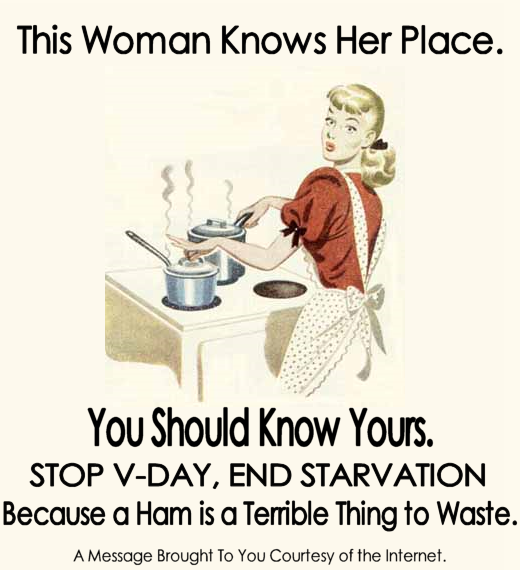 This Woman Knows Her Place.
You Should Know Yours.
STOP V-DAY, END STARVATION
Because a Ham is a Terrible Thing to Waste.
A Message Brought To You Courtesy of the Internet.